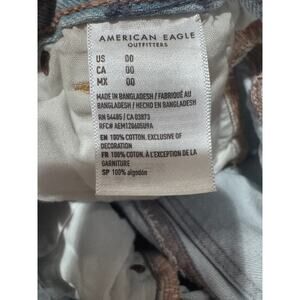 AMERICAN EAGLE
OUTFITTERS
US 00
CA 00
MX 00
MADE IN BANGLADESH / FABRIQUÉ AU
BANGLADESH / HECHO EN BANGLADESH
RN 54485 / CA 03873
RFC# AEM120605U9A
EN 100% COTTON, EXCLUSIVE OF
DECORATION
FR 100% COTON, À L'EXCEPTION DE LA
GARNITURE
SP 100% algodón